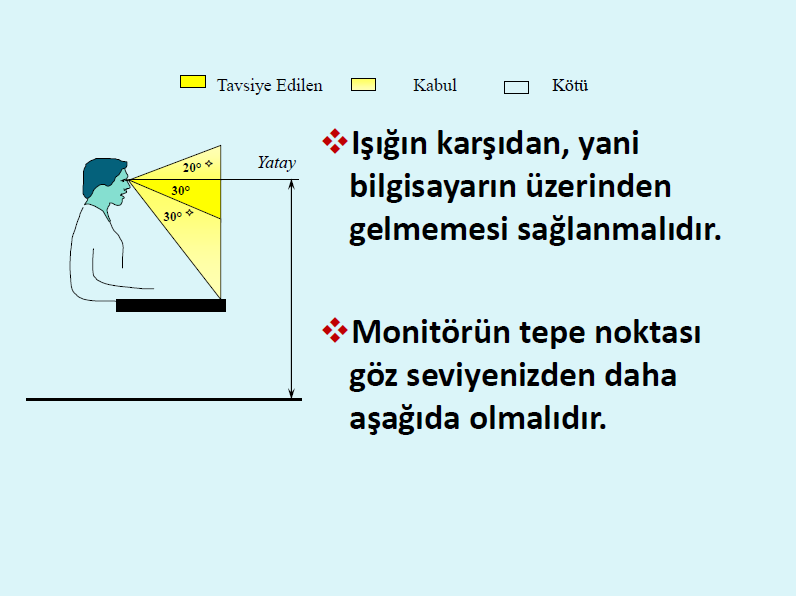 Tavsiye Edilen Kabul Kötü
❖Işığın karşıdan, yani
bilgisayarın üzerinden
gelmemesi sağlanmalıdır.
❖Monitörün tepe noktası
göz seviyenizden daha
aşağıda olmalıdır.
Yatay
20° ✧
30°
30° ✧